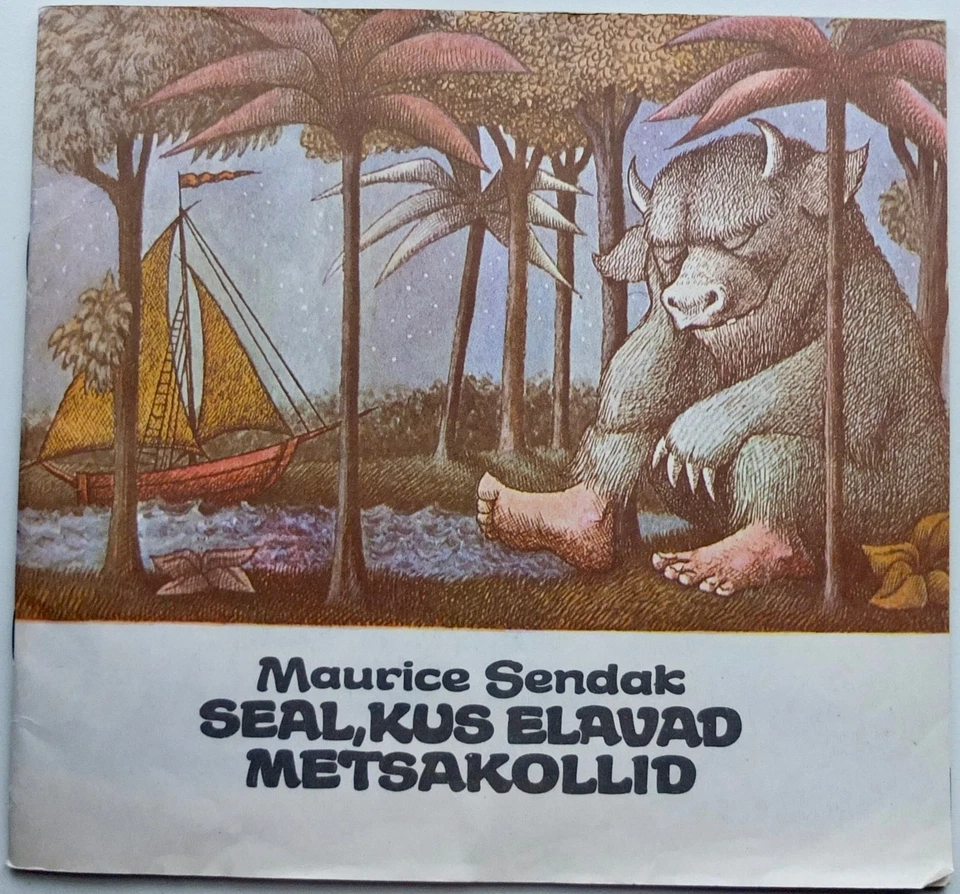 Maurice Sendak
SEAL, KUS ELAVAD
METSAKOLLID